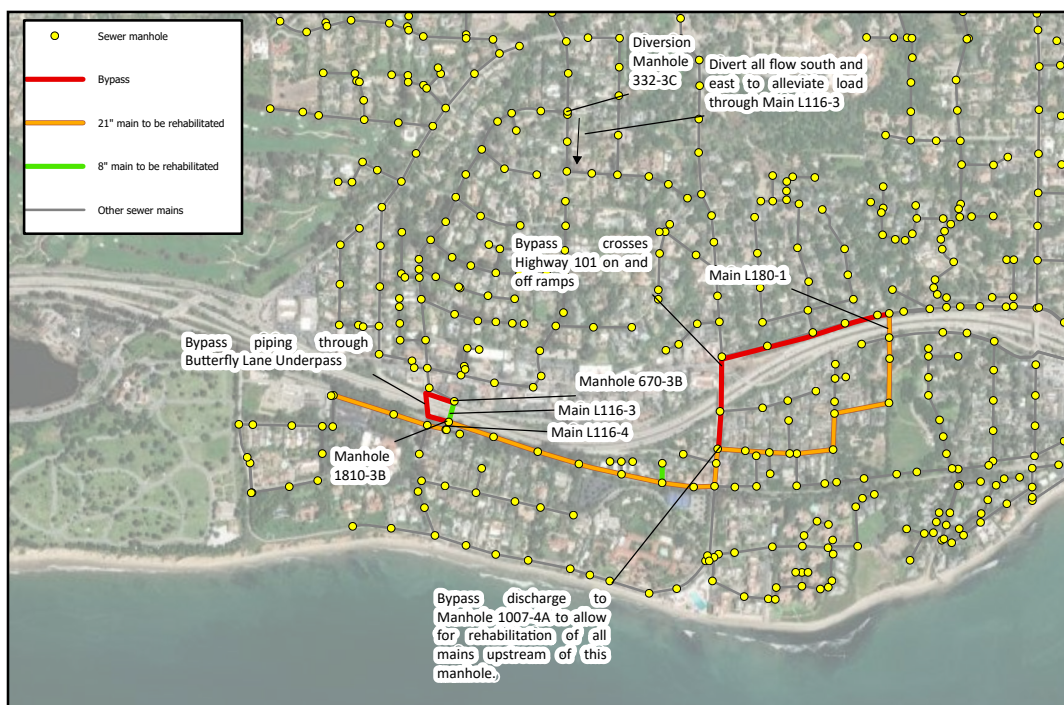 Sewer manhole
Bypass
21" main to be rehabilitated
8" main to be rehabilitated
Other sewer mains
Diversion
Manhole
332-3C
Divert all flow south and
east to alleviate load
through Main L116-3
Bypass crosses
Highway 101 on and
off ramps
Main L180-1
Bypass piping through
Butterfly Lane Underpass
Manhole 670-3B
Main L116-3
Main L116-4
Manhole
1810-3B
Bypass discharge to
Manhole 1007-4A to allow
for rehabilitation of all
mains upstream of this
manhole.